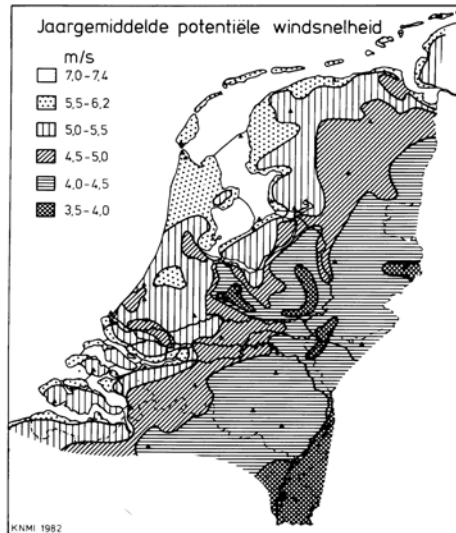 Jaargemiddelde potentiële windsnelheid
m/s
7,0-7,4
5,5-6,2
5,0-5,5
4,5-5,0
4,0-4,5
3,5-4,0
KNMI 1982